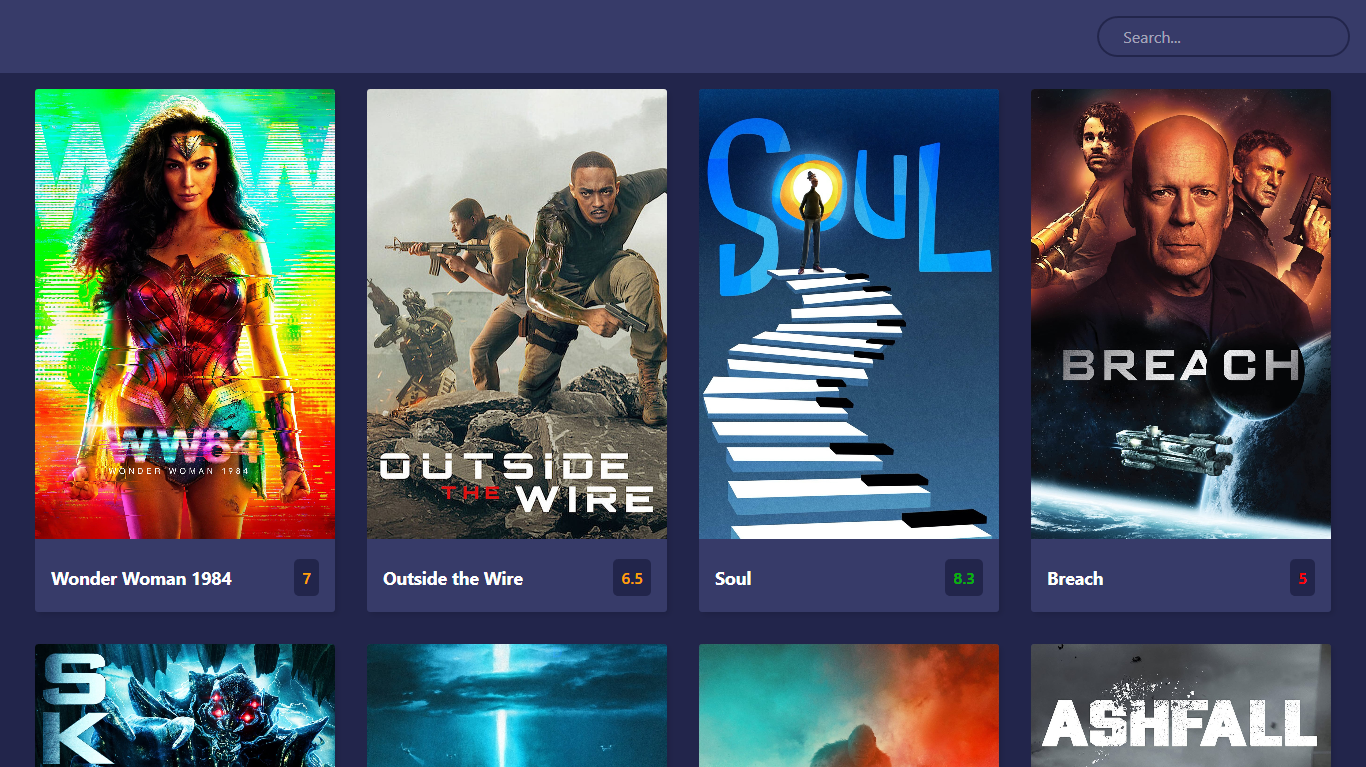 Search...
WW
WW84
WONDER WOMAN 1984
OUTSIDE
THE WIRE
SOUL
BREACH
Wonder Woman 1984
7
Outside the Wire
6.5
Soul
8.3
Breach
5
S
K
ASHFALL